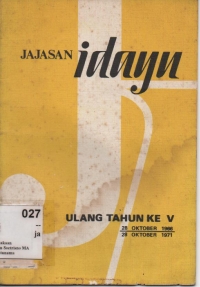 JAJASAN idayu
027
ja
ULANG TAHUN KE V
28 OKTOBER 1966
28 OKTOBER 1971